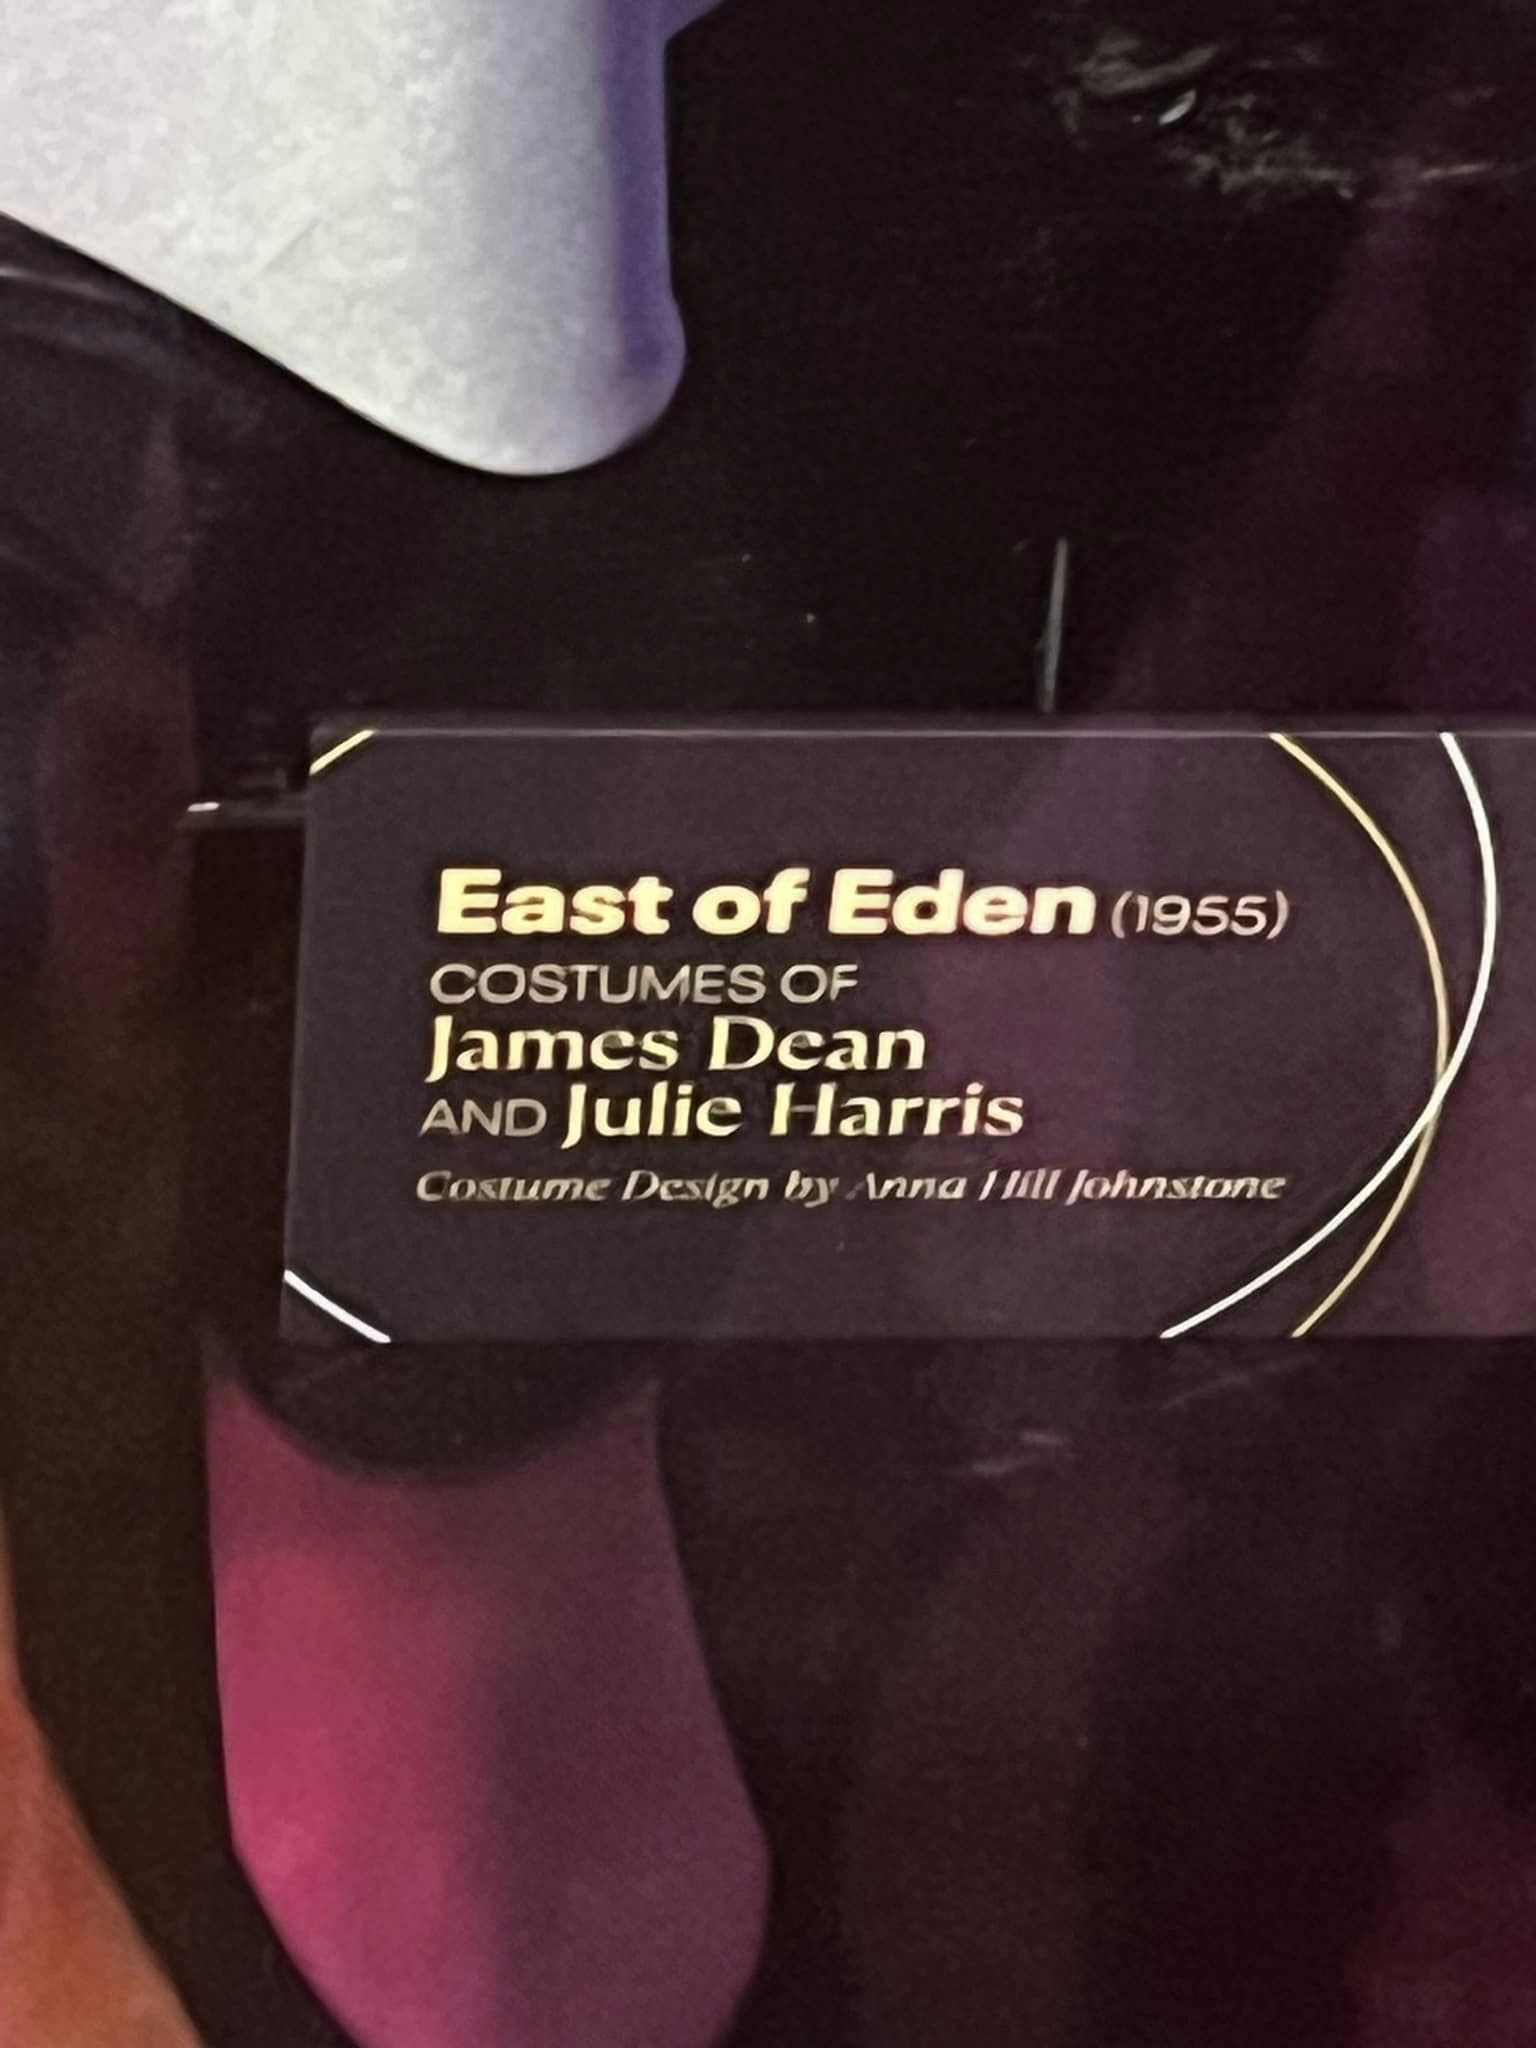 East of Eden (1955)
COSTUMES OF
James Dean
AND Julie Harris
Costume Design by Anna Hill Johnstone